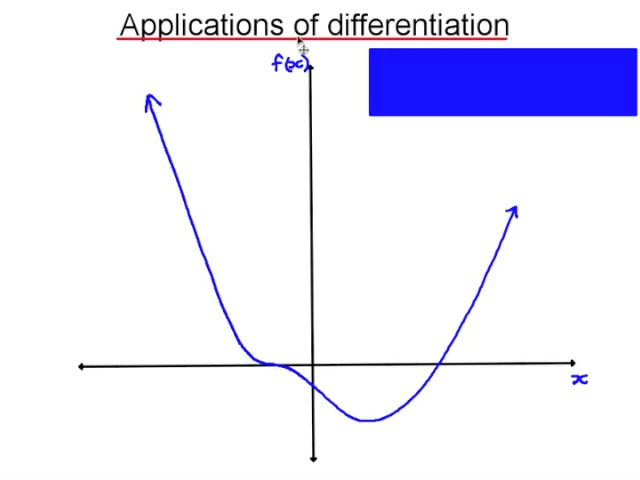 Applications of differentiation
f(x)
x